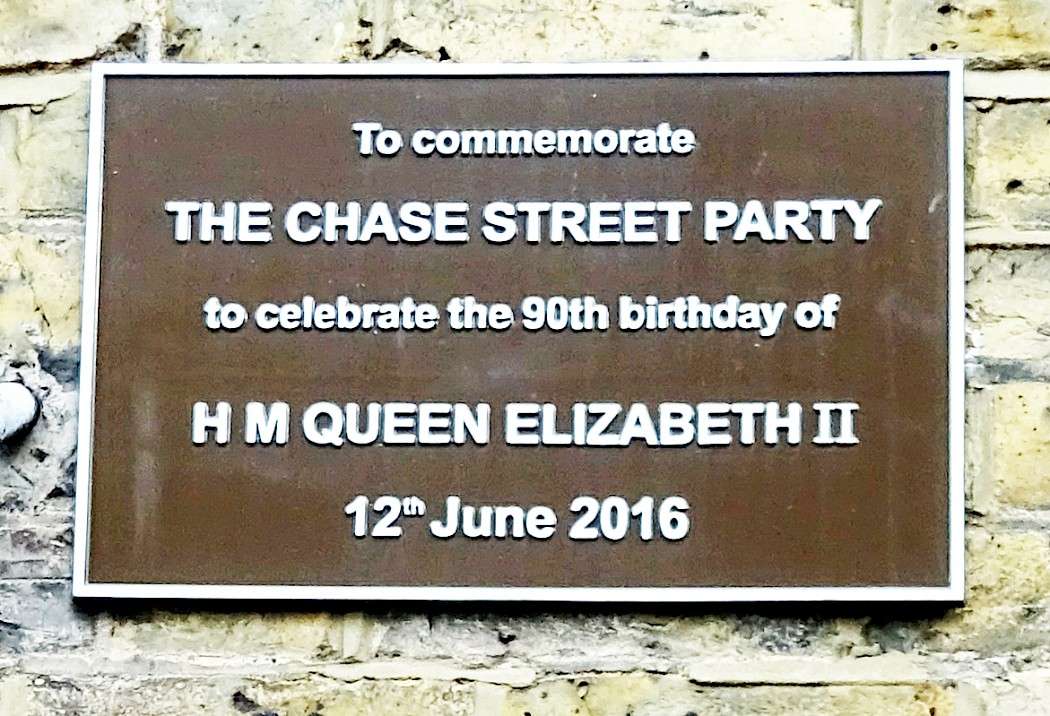 To commemorate
THE CHASE STREET PARTY
to celebrate the 90th birthday of
H M QUEEN ELIZABETH II
12th June 2016